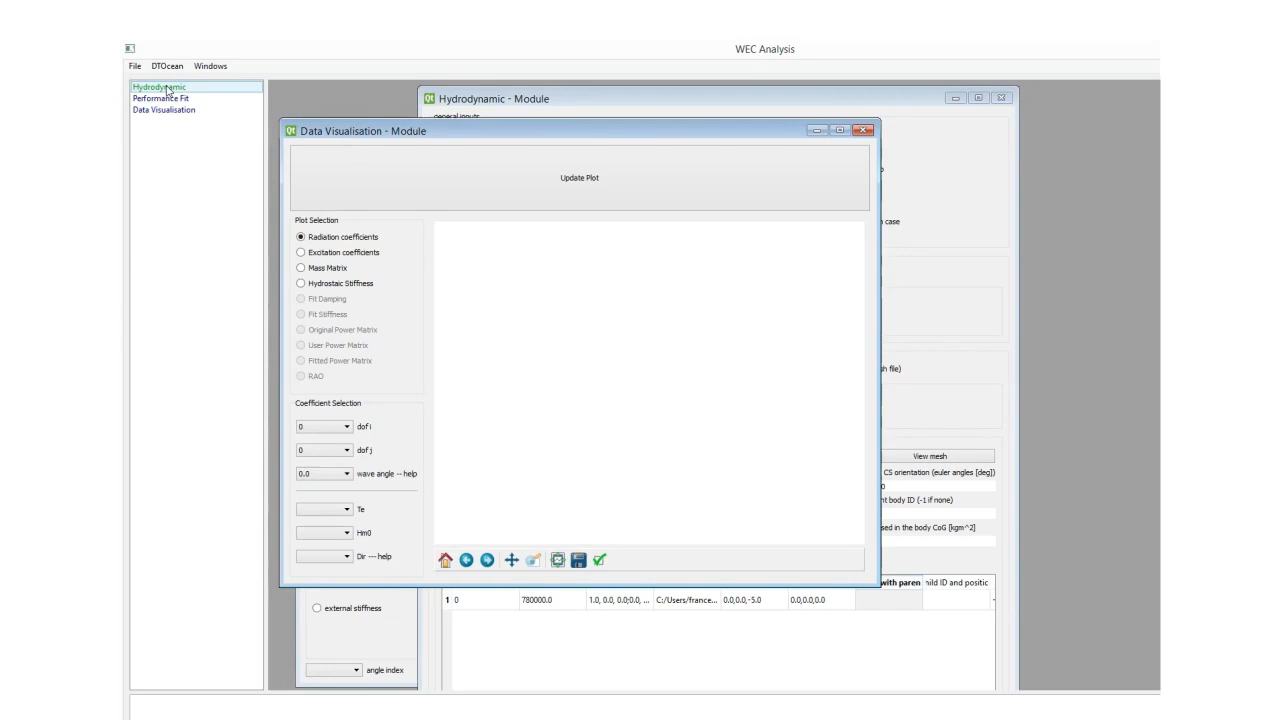 WEC Analysis
File DTOcean Windows
Hydrodynamic
Performance Fit
Data Visualisation
Hydrodynamic - Module
general inputs
Data Visualisation - Module
Update Plot
Plot Selection
Radiation coefficients
Excitation coefficients
Mass Matrix
Hydrostaic Stiffness
Fit Damping
Fit Stiffness
Original Power Matrix
User Power Matrix
Fitted Power Matrix
RAO
Coefficient Selection
0 dof i
0 dof j
0.0 wave angle -- help
Te
Hm0
Dir --- help
case
sh file)
View mesh
CS orientation (euler angles [deg])
0
nt body ID (-1 if none)
sed in the body CoG [kgm^2]
with paren hild ID and positic
1 0 780000.0 1.0, 0.0, 0.0;0.0, ... C:/Users/france... 0.0,0.0,-5.0 0.0,0.0,0.0
external stiffness
angle index